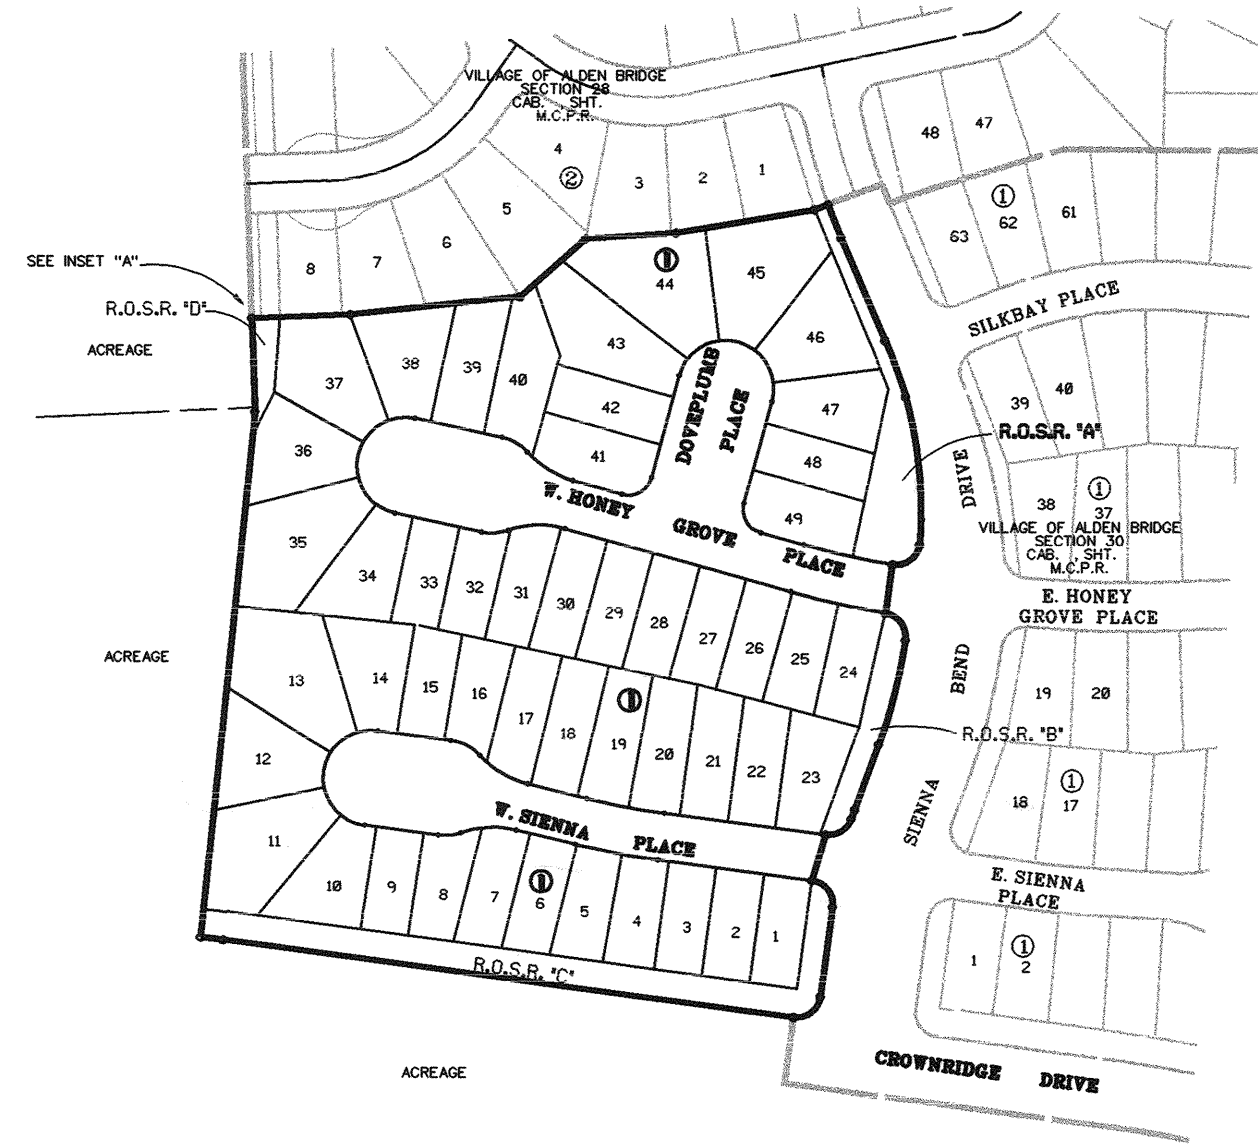 VILLAGE OF ALDEN BRIDGE
SECTION 28
CAB. , SHT.
M.C.P.R.
4
2
3
2
1
5
6
7
8
48
47
1
63
62
61
SEE INSET "A"
R.O.S.R. "D"
ACREAGE
SILKBAY PLACE
1
44
45
43
46
42
41
47
48
49
DOVEPLUMB
PLACE
37
38
39
40
36
35
39
40
R.O.S.R. "A"
38
1
37
VILLAGE OF ALDEN BRIDGE
SECTION 30
CAB. , SHT.
M.C.P.R.
W. HONEY GROVE PLACE
E. HONEY
GROVE PLACE
34
33
32
31
30
29
28
27
26
25
24
ACREAGE
13
14
15
16
17
18
1
19
20
21
22
23
12
11
19
20
R.O.S.R. "B"
SIENNA BEND DRIVE
18
1
17
W. SIENNA PLACE
E. SIENNA
PLACE
10
9
8
7
1
6
5
4
3
2
1
1
1
2
R.O.S.R. "C"
ACREAGE
CROWNRIDGE DRIVE